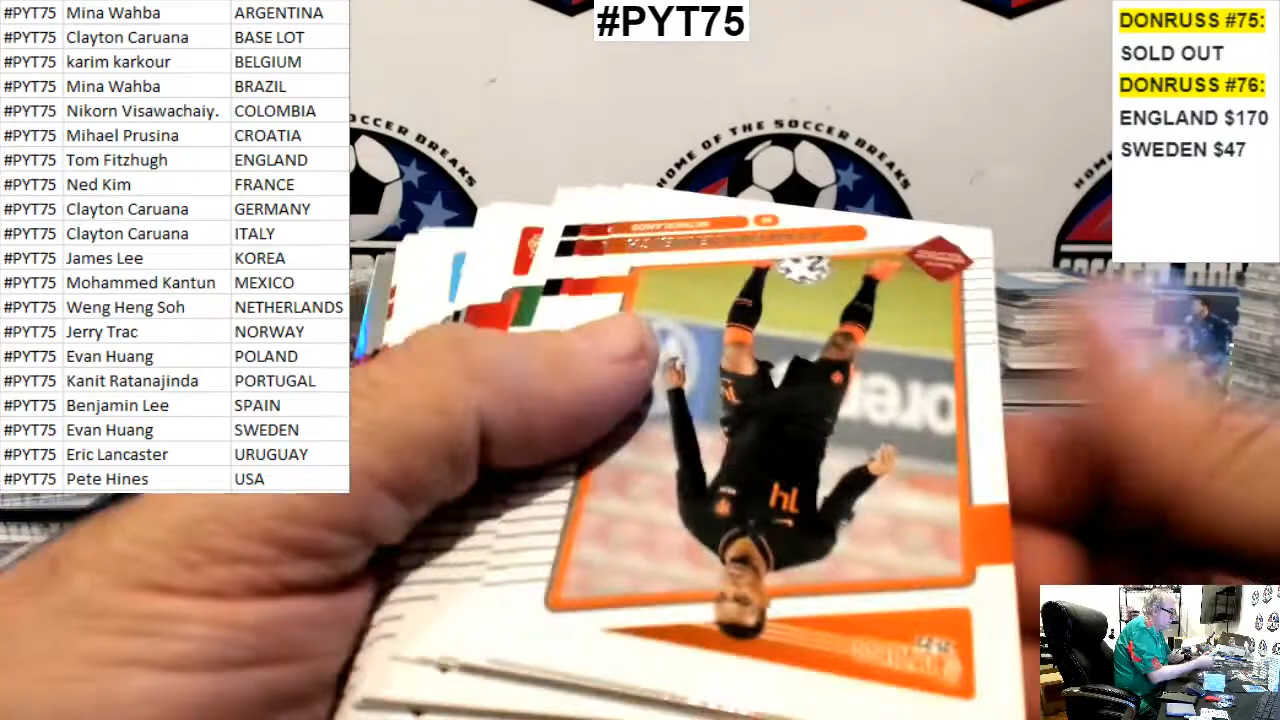 #PYT75 Mina Wahba ARGENTINA
#PYT75 Clayton Caruana BASE LOT
#PYT75 karim karkour BELGIUM
#PYT75 Mina Wahba BRAZIL
#PYT75 Nikorn Visawachaiy. COLOMBIA
#PYT75 Mihael Prusina CROATIA
#PYT75 Tom Fitzhugh ENGLAND
#PYT75 Ned Kim FRANCE
#PYT75 Clayton Caruana GERMANY
#PYT75 Clayton Caruana ITALY
#PYT75 James Lee KOREA
#PYT75 Mohammed Kantun MEXICO
#PYT75 Weng Heng Soh NETHERLANDS
#PYT75 Jerry Trac NORWAY
#PYT75 Evan Huang POLAND
#PYT75 Kanit Ratanajinda PORTUGAL
#PYT75 Benjamin Lee SPAIN
#PYT75 Evan Huang SWEDEN
#PYT75 Eric Lancaster URUGUAY
#PYT75 Pete Hines USA
#PYT75
DONRUSS #75:
SOLD OUT
DONRUSS #76:
ENGLAND $170
SWEDEN $47
HOME OF THE SOCCER BREAKS
CCER BREAKS
HOME